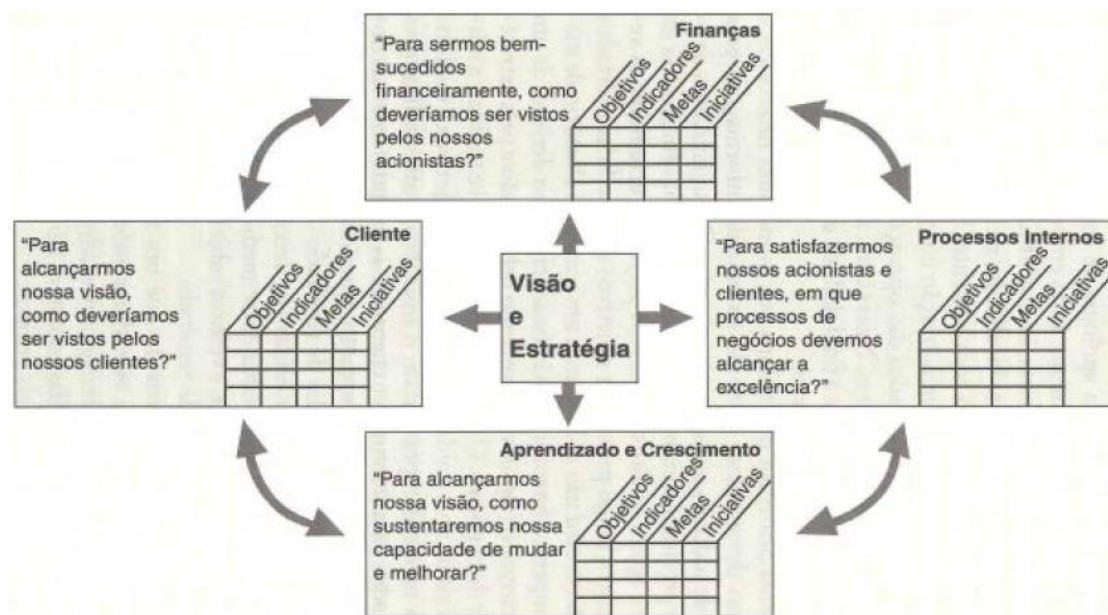 Finanças
“Para sermos bem-
sucedidos
financeiramente, como
deveríamos ser vistos
pelos nossos
acionistas?”
Objetivos
Indicadores
Metas
Iniciativas
Cliente
“Para
alcançarmos
nossa visão,
como deveríamos
ser vistos pelos
nossos clientes?”
Objetivos
Indicadores
Metas
Iniciativas
Visão
e
Estratégia
Processos Internos
“Para satisfazermos
nossos acionistas e
clientes, em que
processos de
negócios devemos
alcançar a
excelência?”
Objetivos
Indicadores
Metas
Iniciativas
Aprendizado e Crescimento
“Para alcançarmos
nossa visão, como
sustentaremos nossa
capacidade de mudar
e melhorar?”
Objetivos
Indicadores
Metas
Iniciativas